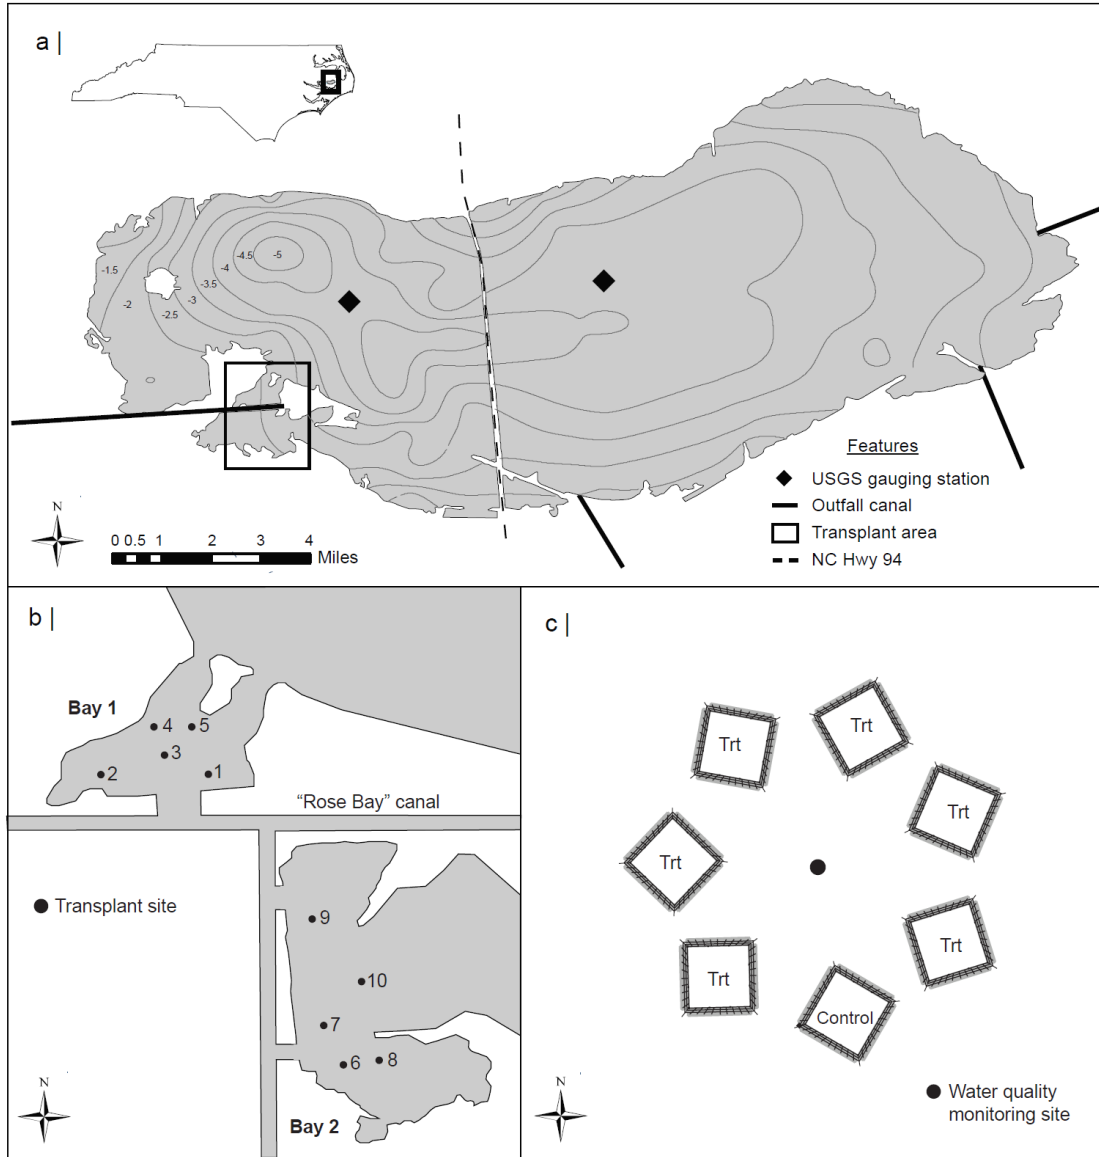 a |
-1.5
-2
-2.5
-3
-3.5
-4
-4.5
-5
Features
USGS gauging station
Outfall canal
Transplant area
NC Hwy 94
N
0 0.5 1 2 3 4
Miles
b |
Bay 1
4
5
3
2
1
"Rose Bay" canal
Transplant site
9
10
7
6
8
Bay 2
N
c |
Trt
Trt
Trt
Trt
Trt
Trt
Control
N
Water quality
monitoring site